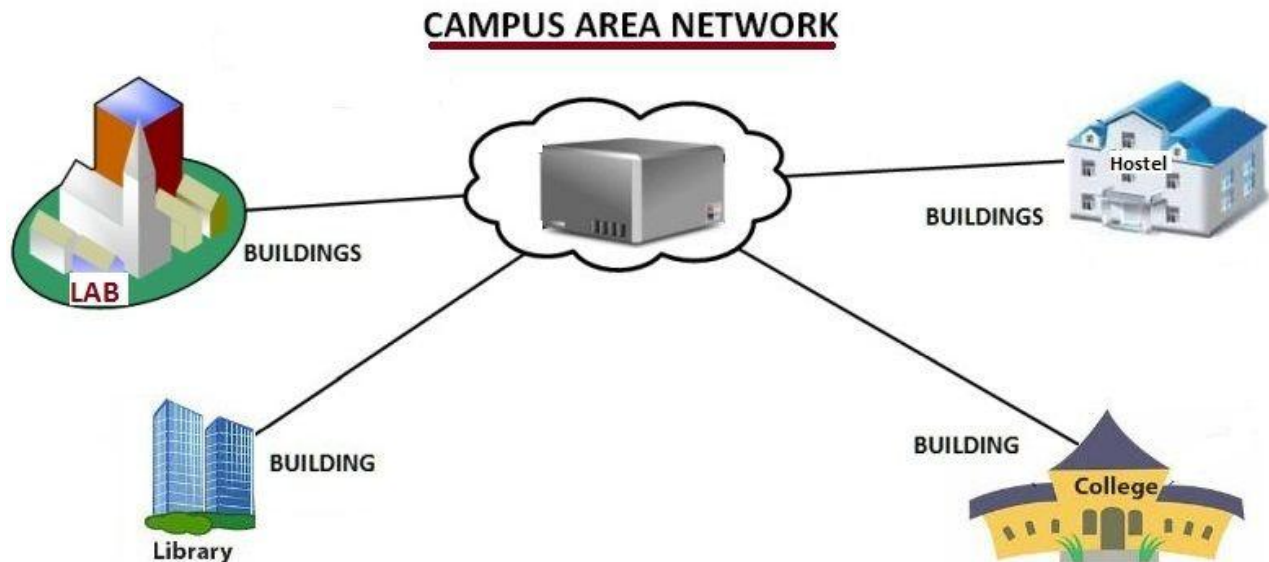 CAMPUS AREA NETWORK
Hostel
BUILDINGS
BUILDINGS
LAB
BUILDING
BUILDING
College
Library